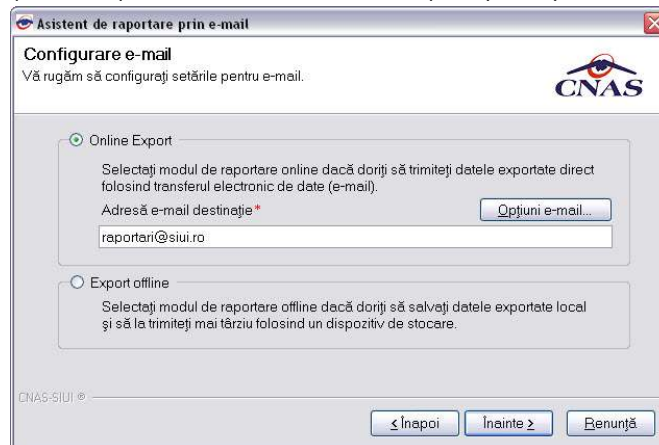 Asistent de raportare prin e-mail
Configurare e-mail
Vă rugăm să configurați setările pentru e-mail.
CNAS
Online Export
Selectați modul de raportare online dacă doriți să trimiteți datele exportate direct
folosind transferul electronic de date (e-mail).
Adresă e-mail destinație*
Opțiuni e-mail...
raportari@siui.ro
Export offline
Selectați modul de raportare offline dacă doriți să salvați datele exportate local
și să la trimiteți mai târziu folosind un dispozitiv de stocare.
CNAS-SIUI ®
< Înapoi
Înainte >
Renunță